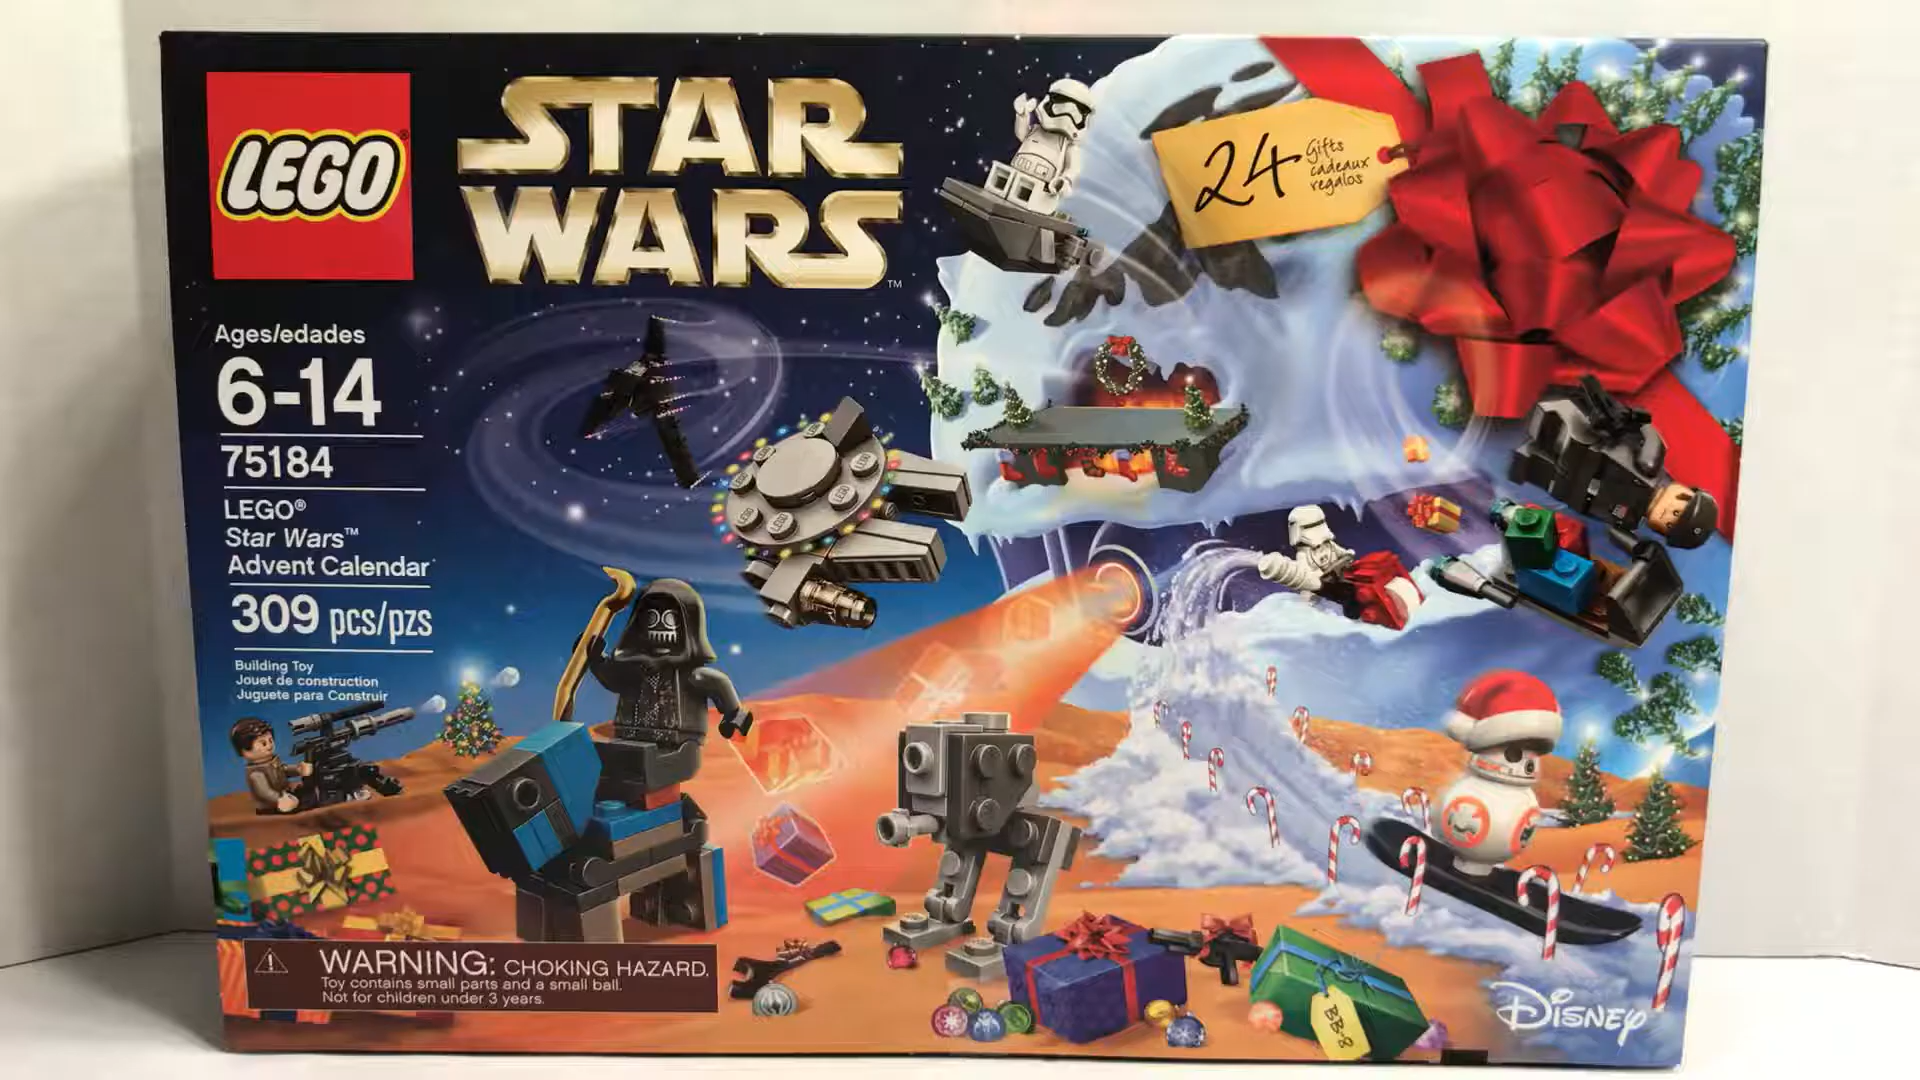 LEGO®
STAR
WARS™
24
Gifts
cadeaux
regalos
Ages/edades
6-14
75184
LEGO®
Star Wars™
Advent Calendar
309 pcs/pzs
Building Toy
Jouet de construction
Juguete para Construir
WARNING: CHOKING HAZARD.
Toy contains small parts and a small ball.
Not for children under 3 years.
BB-8
Disney